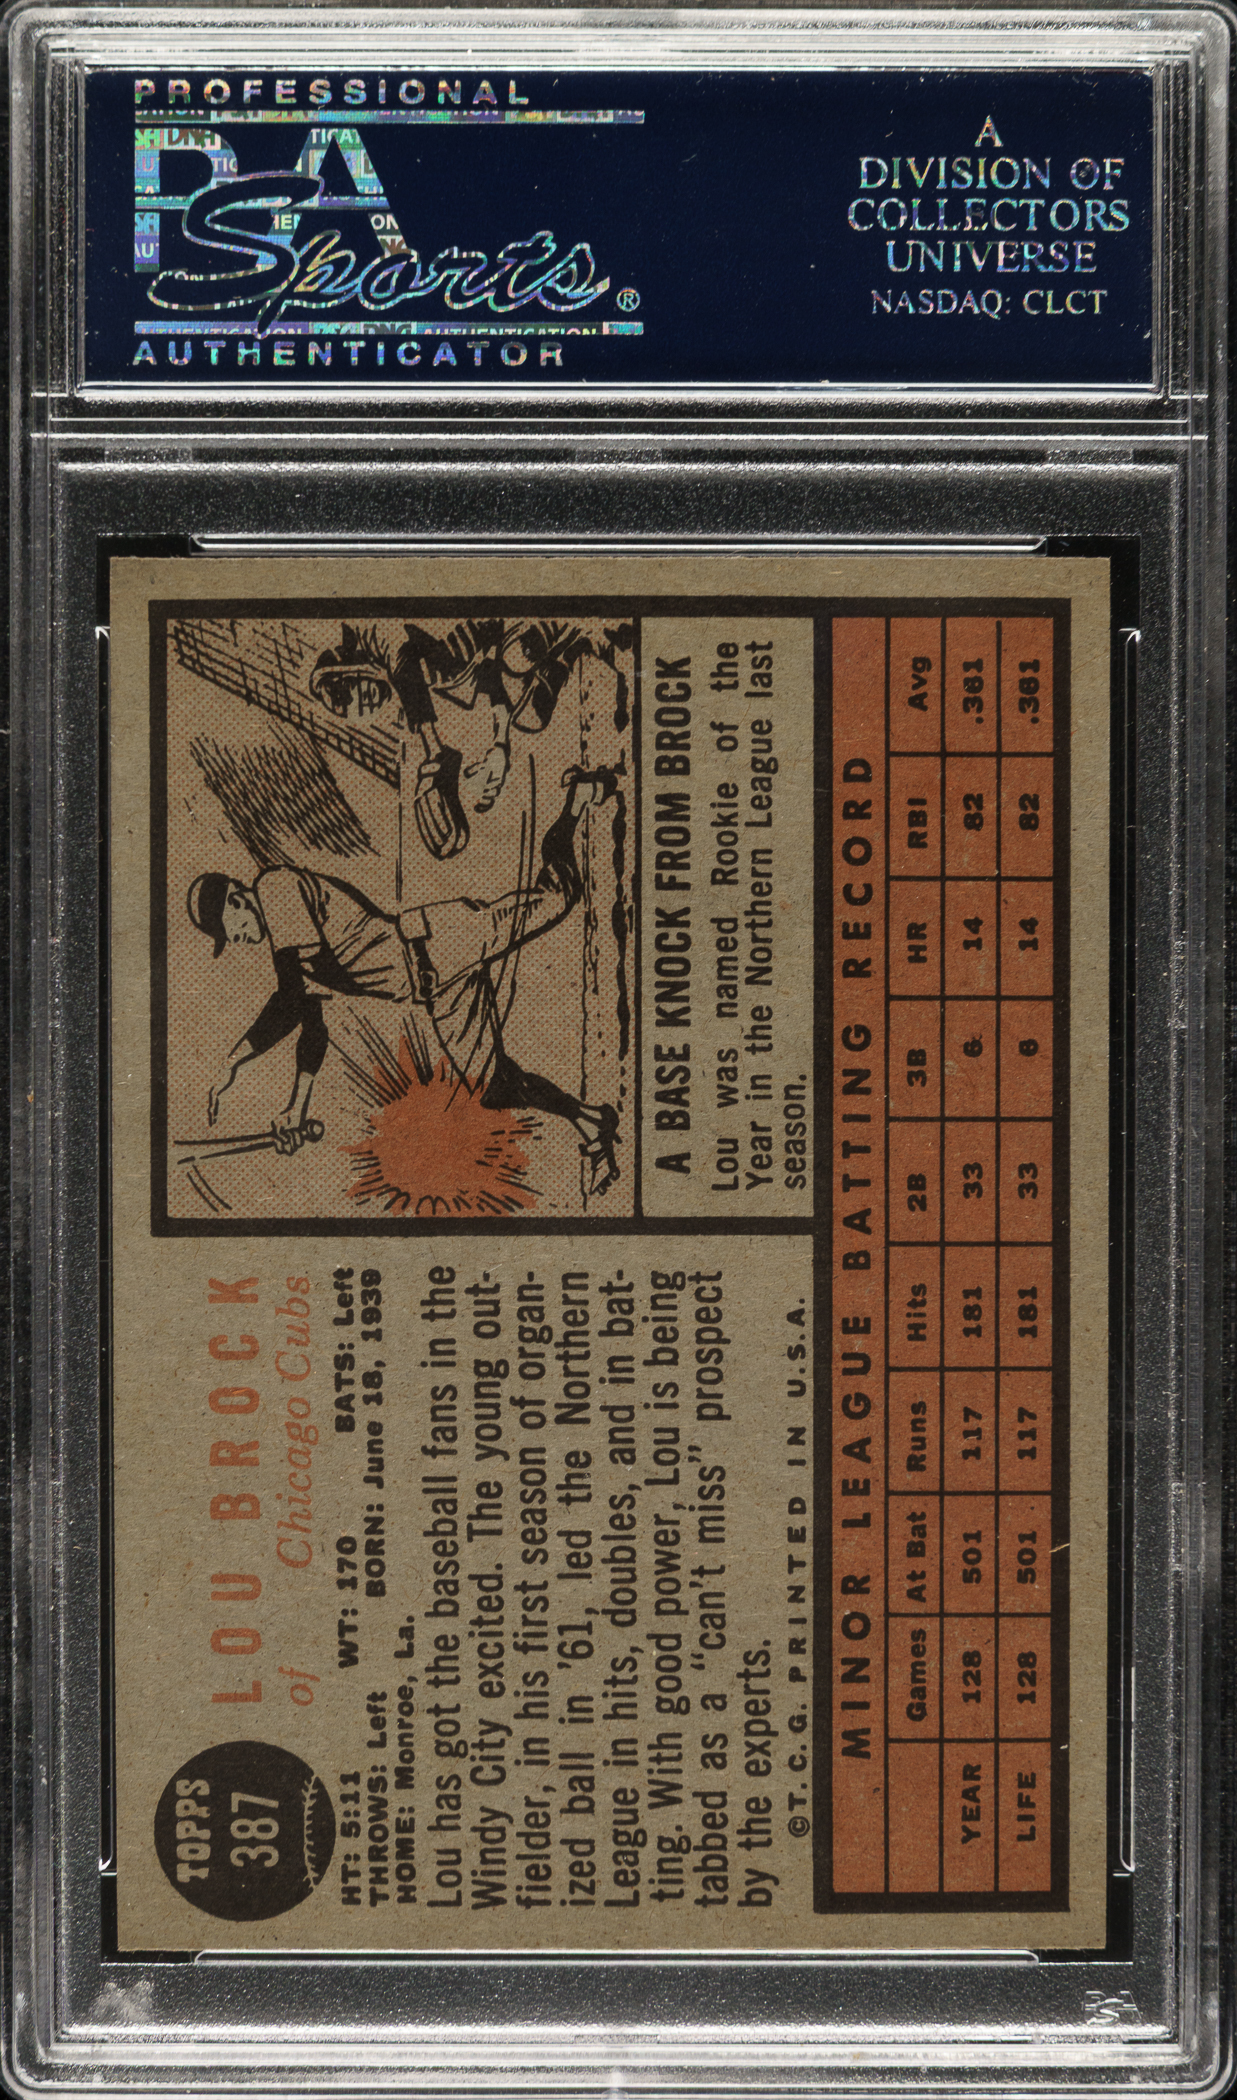 PROFESSIONAL
PSA
Sports®
AUTHENTICATOR
A
DIVISION OF
COLLECTORS
UNIVERSE
NASDAQ: CLCT
TOPPS
387
LOU BROCK
of Chicago Cubs
HT: 5:11 WT: 170 BATS: Left
THROWS: Left BORN: June 18, 1939
HOME: Monroe, La.
Lou has got the baseball fans in the
Windy City excited. The young out-
fielder, in his first season of organ-
ized ball in '61, led the Northern
League in hits, doubles, and in bat-
ting. With good power, Lou is being
tabbed as a "can't miss" prospect
by the experts.
©T.C.G. PRINTED IN U.S.A.
A BASE KNOCK FROM BROCK
Lou was named Rookie of the
Year in the Northern League last
season.
MINOR LEAGUE BATTING RECORD
Games At Bat Runs Hits 2B 3B HR RBI Avg
YEAR 128 501 117 181 33 6 14 82 .361
LIFE 128 501 117 181 33 6 14 82 .361
PSA